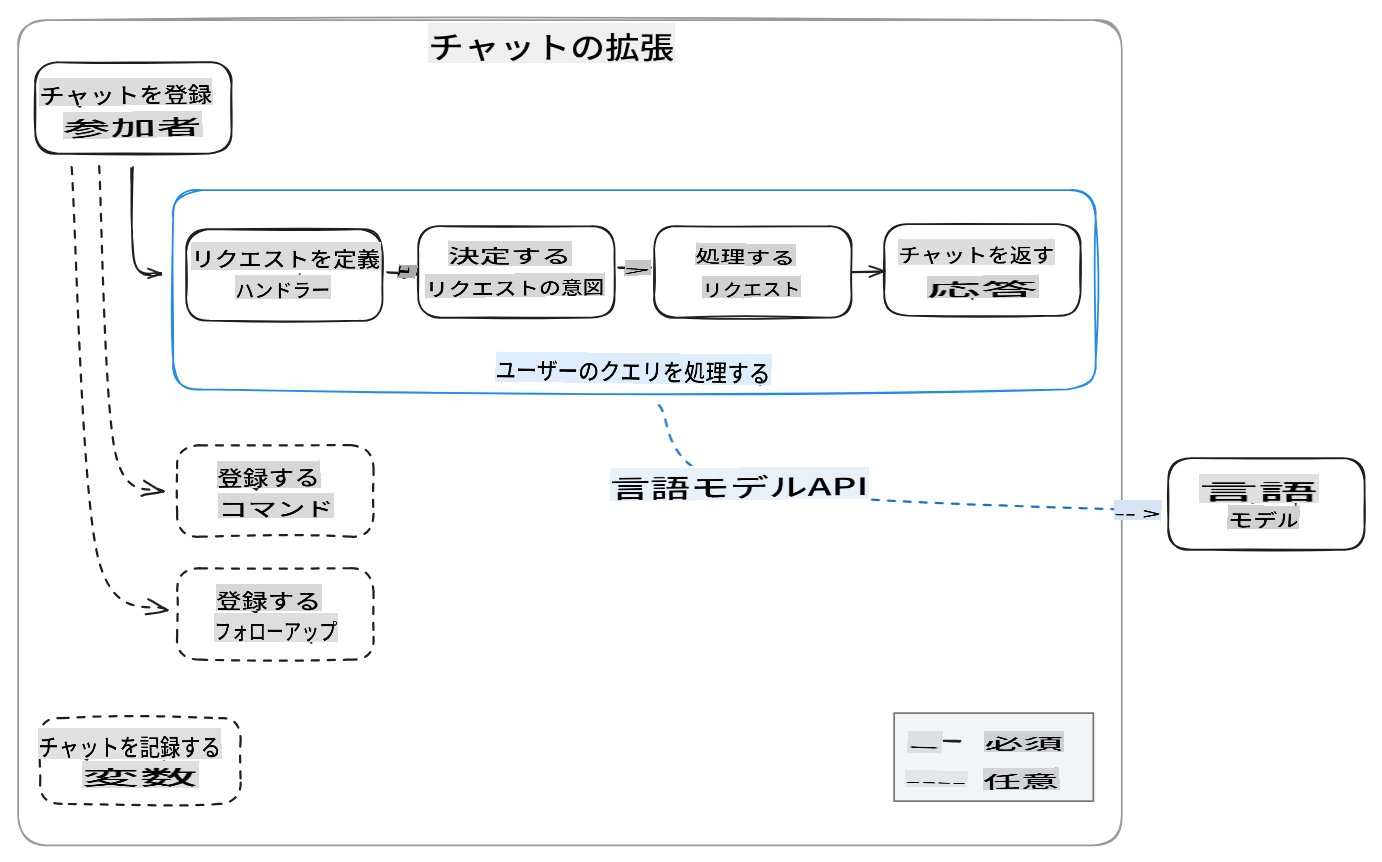 チャットの拡張
チャットを登録
参加者
リクエストを定義
ハンドラー
決定する
リクエストの意図
処理する
リクエスト
チャットを返す
応答
ユーザーのクエリを処理する
登録する
コマンド
言語モデルAPI
言語
モデル
登録する
フォローアップ
チャットを記録する
変数
必須
任意